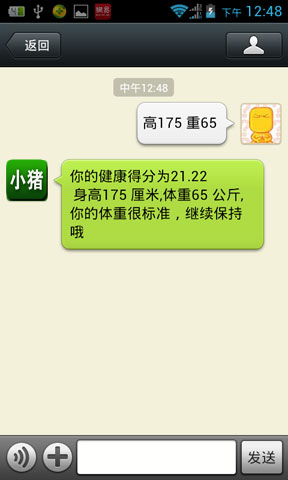 下午 12:48
返回
中午12:48
高175 重65
小猪
你的健康得分为21.22
身高175 厘米,体重65 公斤,
你的体重很标准，继续保持
哦
发送